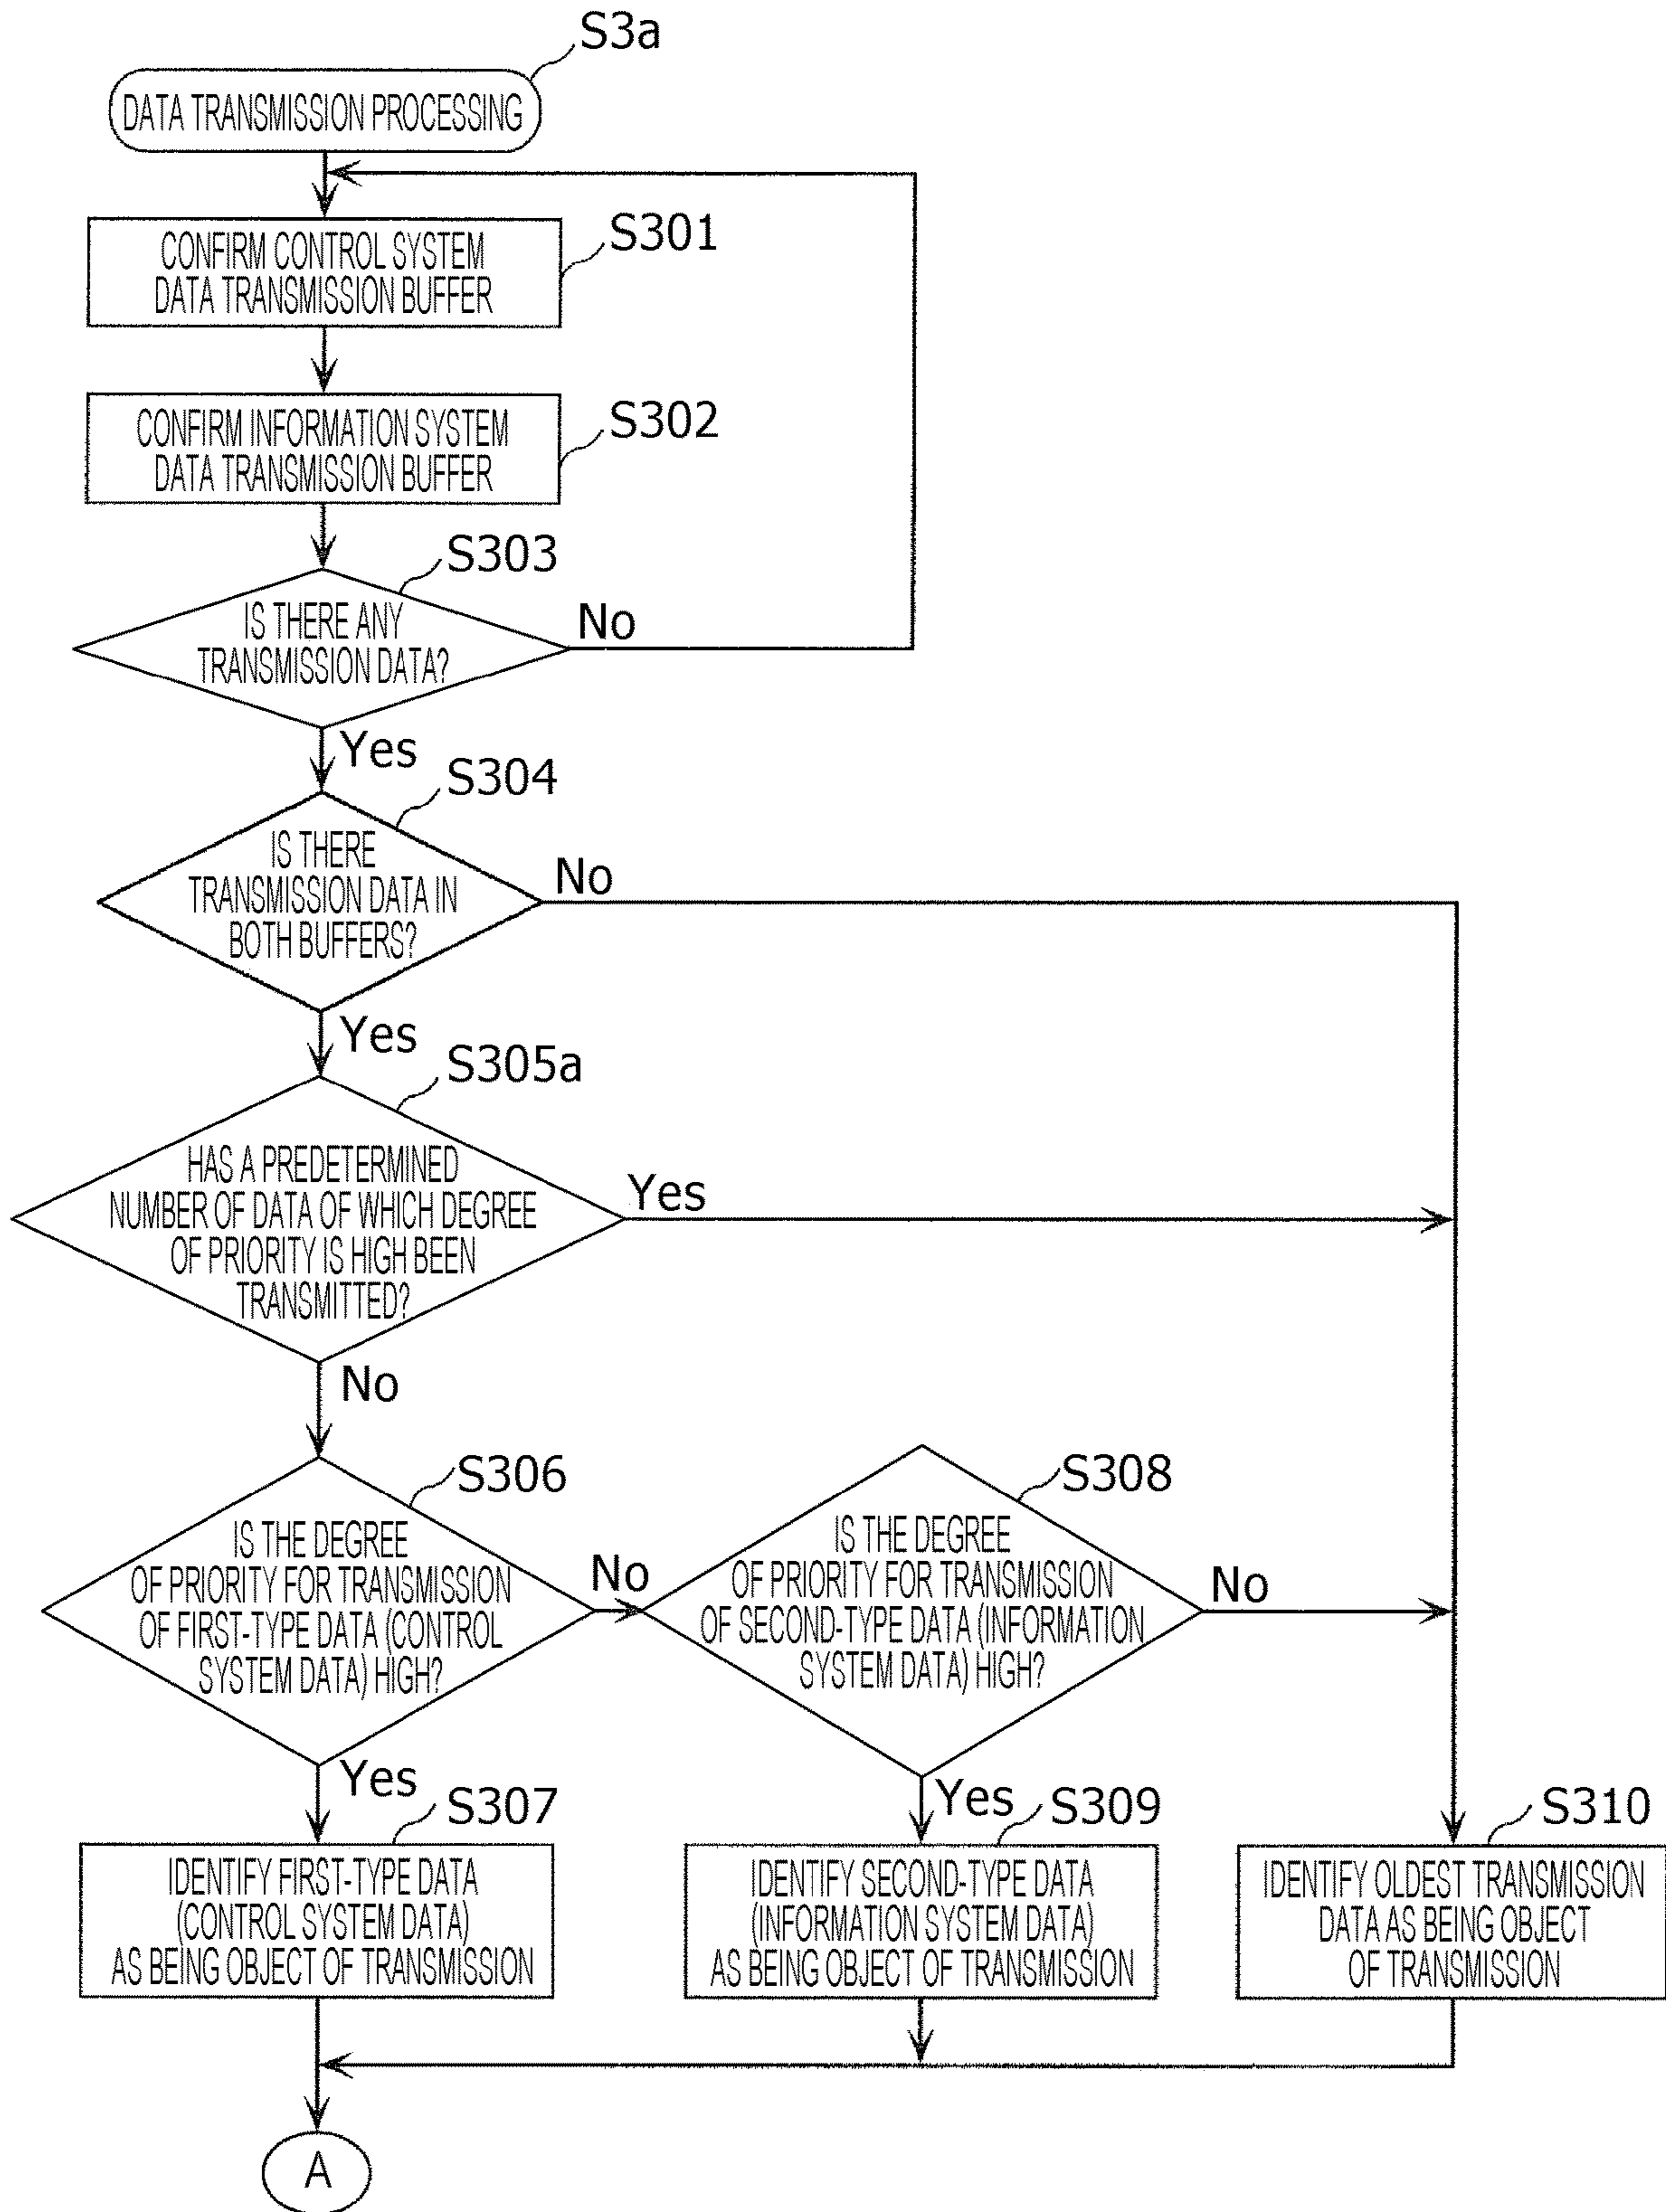 S3a
DATA TRANSMISSION PROCESSING
S301
CONFIRM CONTROL SYSTEM
DATA TRANSMISSION BUFFER
S302
CONFIRM INFORMATION SYSTEM
DATA TRANSMISSION BUFFER
S303
IS THERE ANY
TRANSMISSION DATA?
No
Yes
S304
IS THERE
TRANSMISSION DATA IN
BOTH BUFFERS?
No
Yes
S305a
HAS A PREDETERMINED
NUMBER OF DATA OF WHICH DEGREE
OF PRIORITY IS HIGH BEEN
TRANSMITTED?
Yes
No
S306
IS THE DEGREE
OF PRIORITY FOR TRANSMISSION
OF FIRST-TYPE DATA (CONTROL
SYSTEM DATA) HIGH?
No
Yes
S308
IS THE DEGREE
OF PRIORITY FOR TRANSMISSION
OF SECOND-TYPE DATA (INFORMATION
SYSTEM DATA) HIGH?
No
Yes
S307
IDENTIFY FIRST-TYPE DATA
(CONTROL SYSTEM DATA)
AS BEING OBJECT OF TRANSMISSION
S309
IDENTIFY SECOND-TYPE DATA
(INFORMATION SYSTEM DATA)
AS BEING OBJECT OF TRANSMISSION
S310
IDENTIFY OLDEST TRANSMISSION
DATA AS BEING OBJECT
OF TRANSMISSION
A